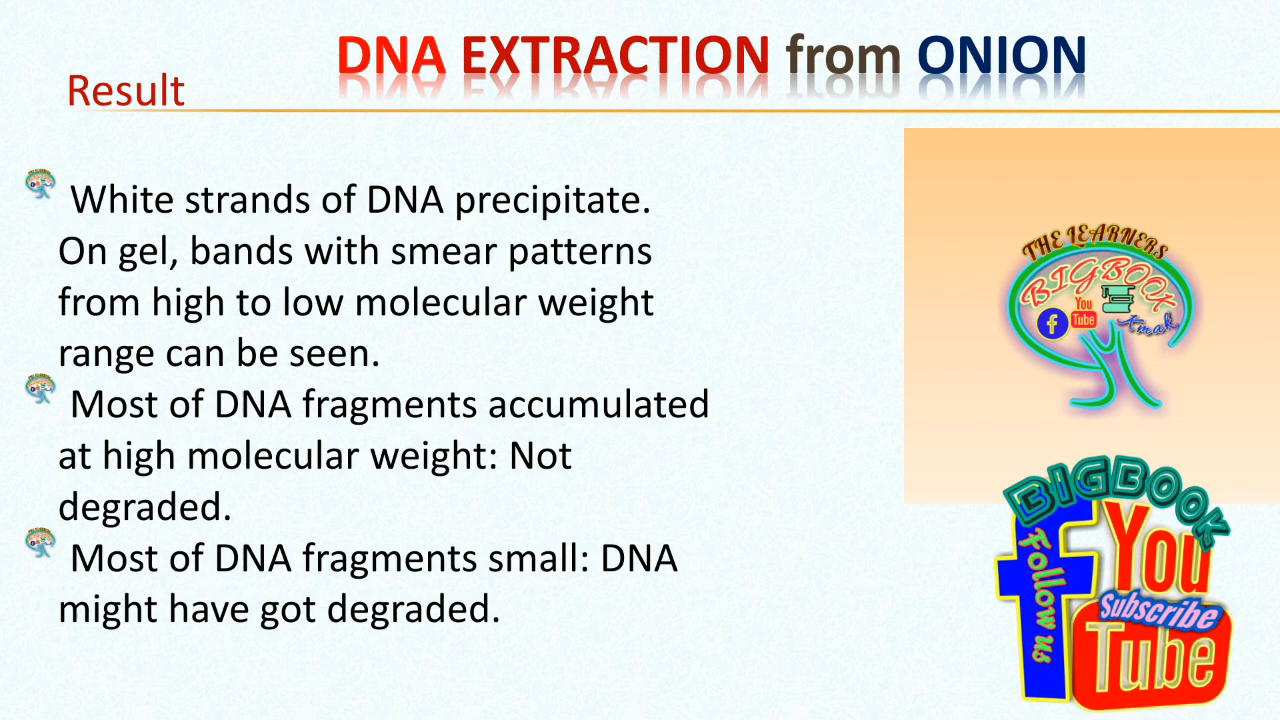 DNA EXTRACTION from ONION
Result
White strands of DNA precipitate.
On gel, bands with smear patterns
from high to low molecular weight
range can be seen.
Most of DNA fragments accumulated
at high molecular weight: Not
degraded.
Most of DNA fragments small: DNA
might have got degraded.
THE LEARNERS
BIGBOOK
You
Tube
f
tmak
BIGBOOK
f
Follow us
You
Subscribe
Tube